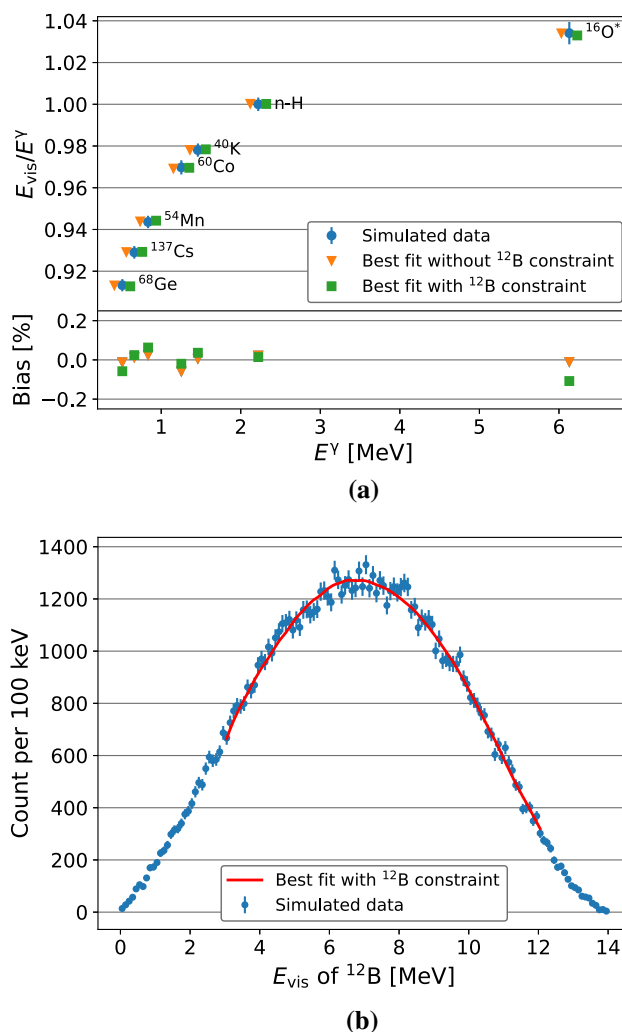 1.04
1.02
1.00
0.98
0.96
0.94
0.92
E_vis/E^γ
¹⁶O*
n-H
⁴⁰K
⁶⁰Co
⁵⁴Mn
¹³⁷Cs
⁶⁸Ge
Simulated data
Best fit without ¹²B constraint
Best fit with ¹²B constraint
0.2
0.0
−0.2
Bias [%]
1 2 3 4 5 6
E^γ [MeV]
(a)
1400
1200
1000
800
600
400
200
0
Count per 100 keV
Best fit with ¹²B constraint
Simulated data
0 2 4 6 8 10 12 14
E_vis of ¹²B [MeV]
(b)